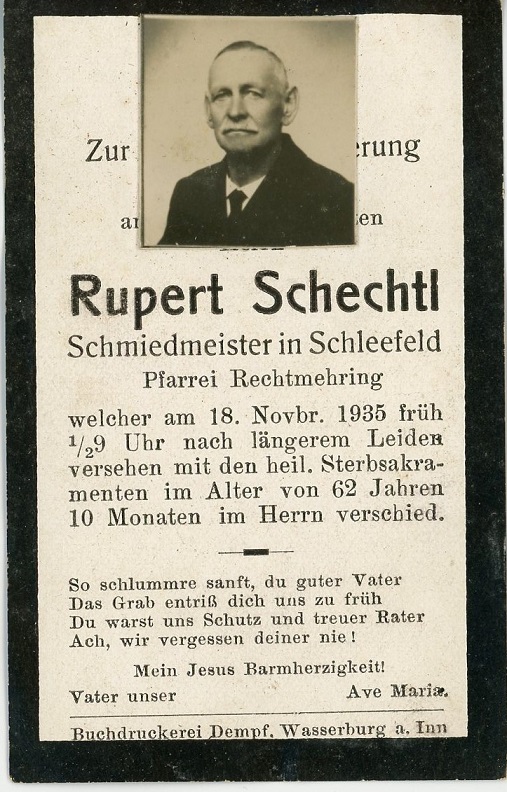 Zur erung
an en
Rupert Schechtl
Schmiedmeister in Schleefeld
Pfarrei Rechtmehring
welcher am 18. Novbr. 1935 früh
1/29 Uhr nach längerem Leiden
versehen mit den heil. Sterbsakra-
menten im Alter von 62 Jahren
10 Monaten im Herrn verschied.
So schlummre sanft, du guter Vater
Das Grab entriß dich uns zu früh
Du warst uns Schutz und treuer Rater
Ach, wir vergessen deiner nie!
Mein Jesus Barmherzigkeit!
Vater unser Ave Maria.
Buchdruckerei Dempf, Wasserburg a. Inn